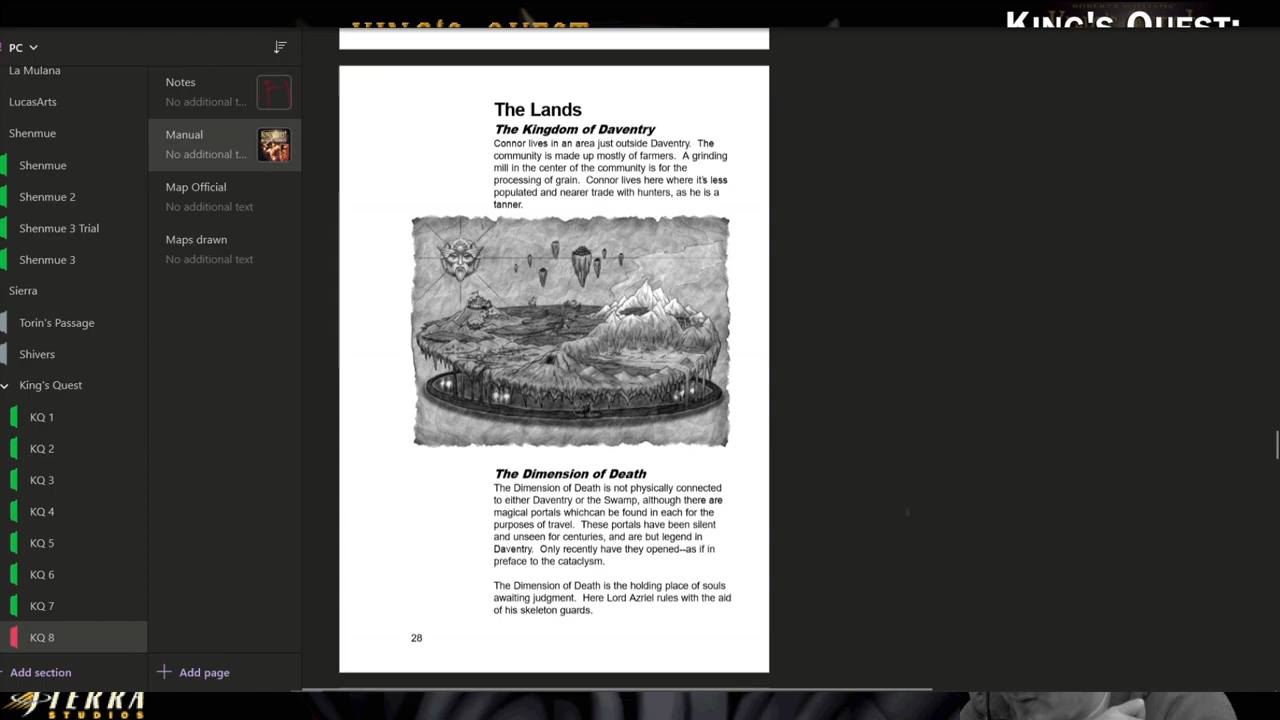 KING'S QUEST
KING'S QUEST:
PC
La Mulana
LucasArts
Shenmue
Shenmue
Shenmue 2
Shenmue 3 Trial
Shenmue 3
Sierra
Torin's Passage
Shivers
King's Quest
KQ 1
KQ 2
KQ 3
KQ 4
KQ 5
KQ 6
KQ 7
KQ 8
Add section
Notes
No additional t...
Manual
No additional t...
Map Official
No additional text
Maps drawn
No additional text
Add page
The Lands
The Kingdom of Daventry
Connor lives in an area just outside Daventry. The
community is made up mostly of farmers. A grinding
mill in the center of the community is for the
processing of grain. Connor lives here where it's less
populated and nearer trade with hunters, as he is a
tanner.
The Dimension of Death
The Dimension of Death is not physically connected
to either Daventry or the Swamp, although there are
magical portals whichcan be found in each for the
purposes of travel. These portals have been silent
and unseen for centuries, and are but legend in
Daventry. Only recently have they opened--as if in
preface to the cataclysm.
The Dimension of Death is the holding place of souls
awaiting judgment. Here Lord Azriel rules with the aid
of his skeleton guards.
28
SIERRA
STUDIOS